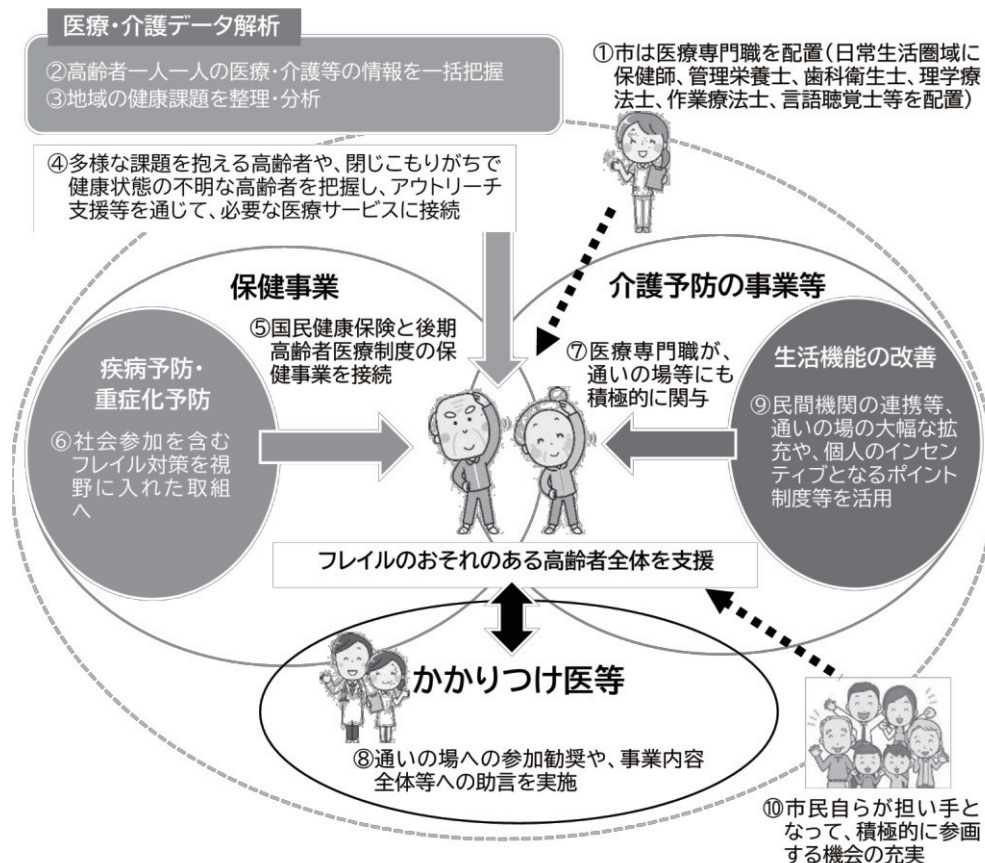 医療・介護データ解析
②高齢者一人一人の医療・介護等の情報を一括把握
③地域の健康課題を整理・分析
①市は医療専門職を配置(日常生活圏域に
保健師、管理栄養士、歯科衛生士、理学療
法士、作業療法士、言語聴覚士等を配置)
④多様な課題を抱える高齢者や、閉じこもりがちで
健康状態の不明な高齢者を把握し、アウトリーチ
支援等を通じて、必要な医療サービスに接続
保健事業
⑤国民健康保険と後期
高齢者医療制度の保
健事業を接続
疾病予防・
重症化予防
⑥社会参加を含む
フレイル対策を視
野に入れた取組
へ
介護予防の事業等
⑦医療専門職が、
通いの場等にも
積極的に関与
生活機能の改善
⑨民間機関の連携等、
通いの場の大幅な拡
充や、個人のインセン
ティブとなるポイント
制度等を活用
フレイルのおそれのある高齢者全体を支援
かかりつけ医等
⑧通いの場への参加勧奨や、事業内容
全体等への助言を実施
⑩市民自らが担い手と
なって、積極的に参画
する機会の充実